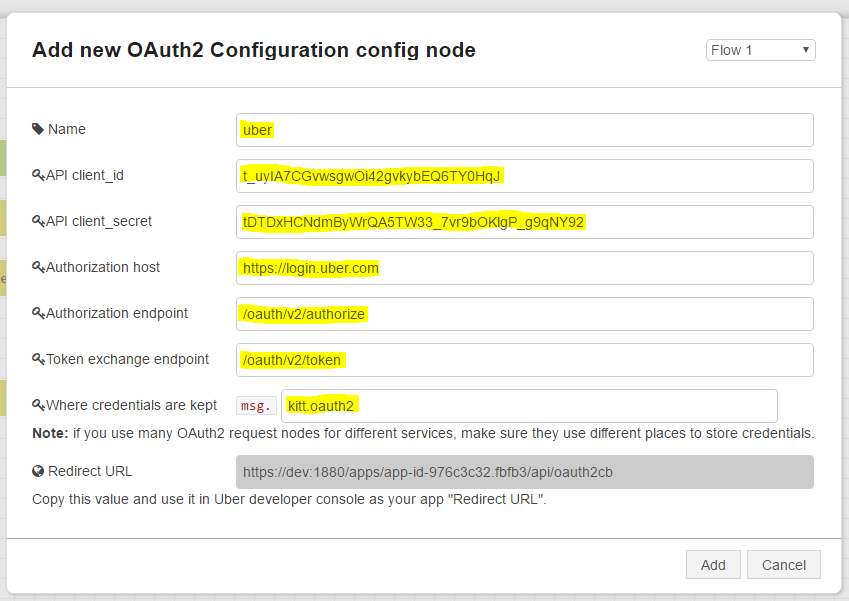 Add new OAuth2 Configuration config node
Flow 1
Name
uber
API client_id
t_uyIA7CGvwsgwOi42gvkybEQ6TY0HqJ
API client_secret
tDTDxHCNdmByWrQA5TW33_7vr9bOKlgP_g9qNY92
Authorization host
https://login.uber.com
Authorization endpoint
/oauth/v2/authorize
Token exchange endpoint
/oauth/v2/token
Where credentials are kept
msg.
kitt.oauth2
Note: if you use many OAuth2 request nodes for different services, make sure they use different places to store credentials.
Redirect URL
https://dev:1880/apps/app-id-976c3c32.fbfb3/api/oauth2cb
Copy this value and use it in Uber developer console as your app "Redirect URL".
Add
Cancel